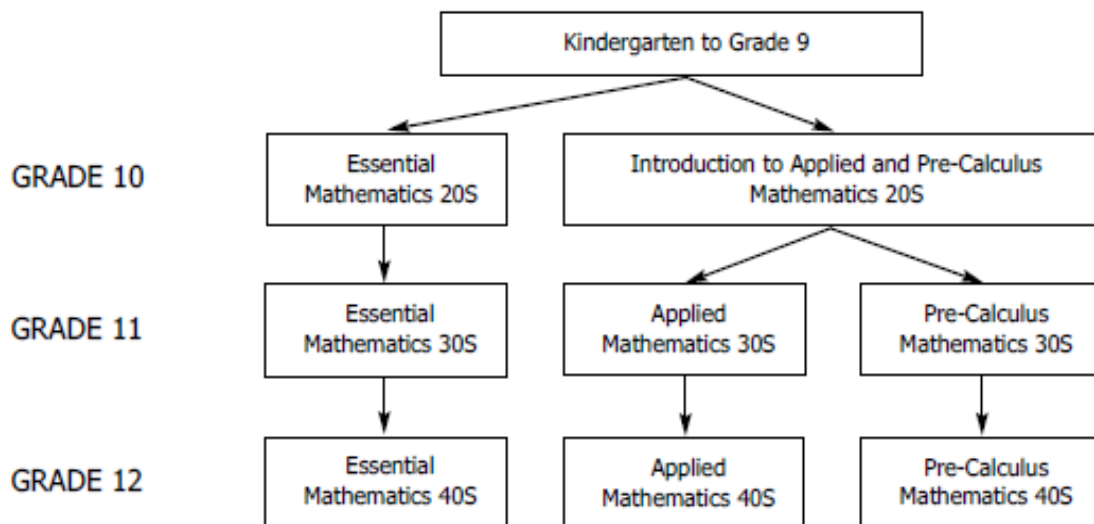 Kindergarten to Grade 9
GRADE 10
Essential
Mathematics 20S
Introduction to Applied and Pre-Calculus
Mathematics 20S
GRADE 11
Essential
Mathematics 30S
Applied
Mathematics 30S
Pre-Calculus
Mathematics 30S
GRADE 12
Essential
Mathematics 40S
Applied
Mathematics 40S
Pre-Calculus
Mathematics 40S